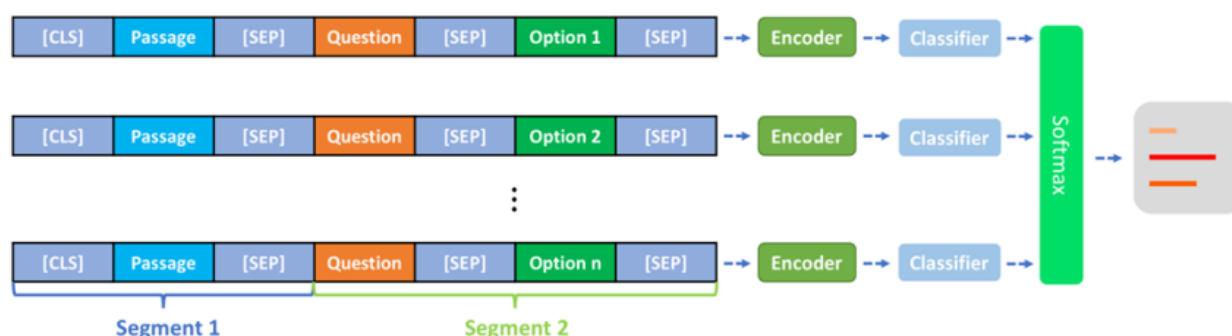 [CLS] Passage [SEP] Question [SEP] Option 1 [SEP] Encoder Classifier
[CLS] Passage [SEP] Question [SEP] Option 2 [SEP] Encoder Classifier
Softmax
[CLS] Passage [SEP] Question [SEP] Option n [SEP] Encoder Classifier
Segment 1 Segment 2